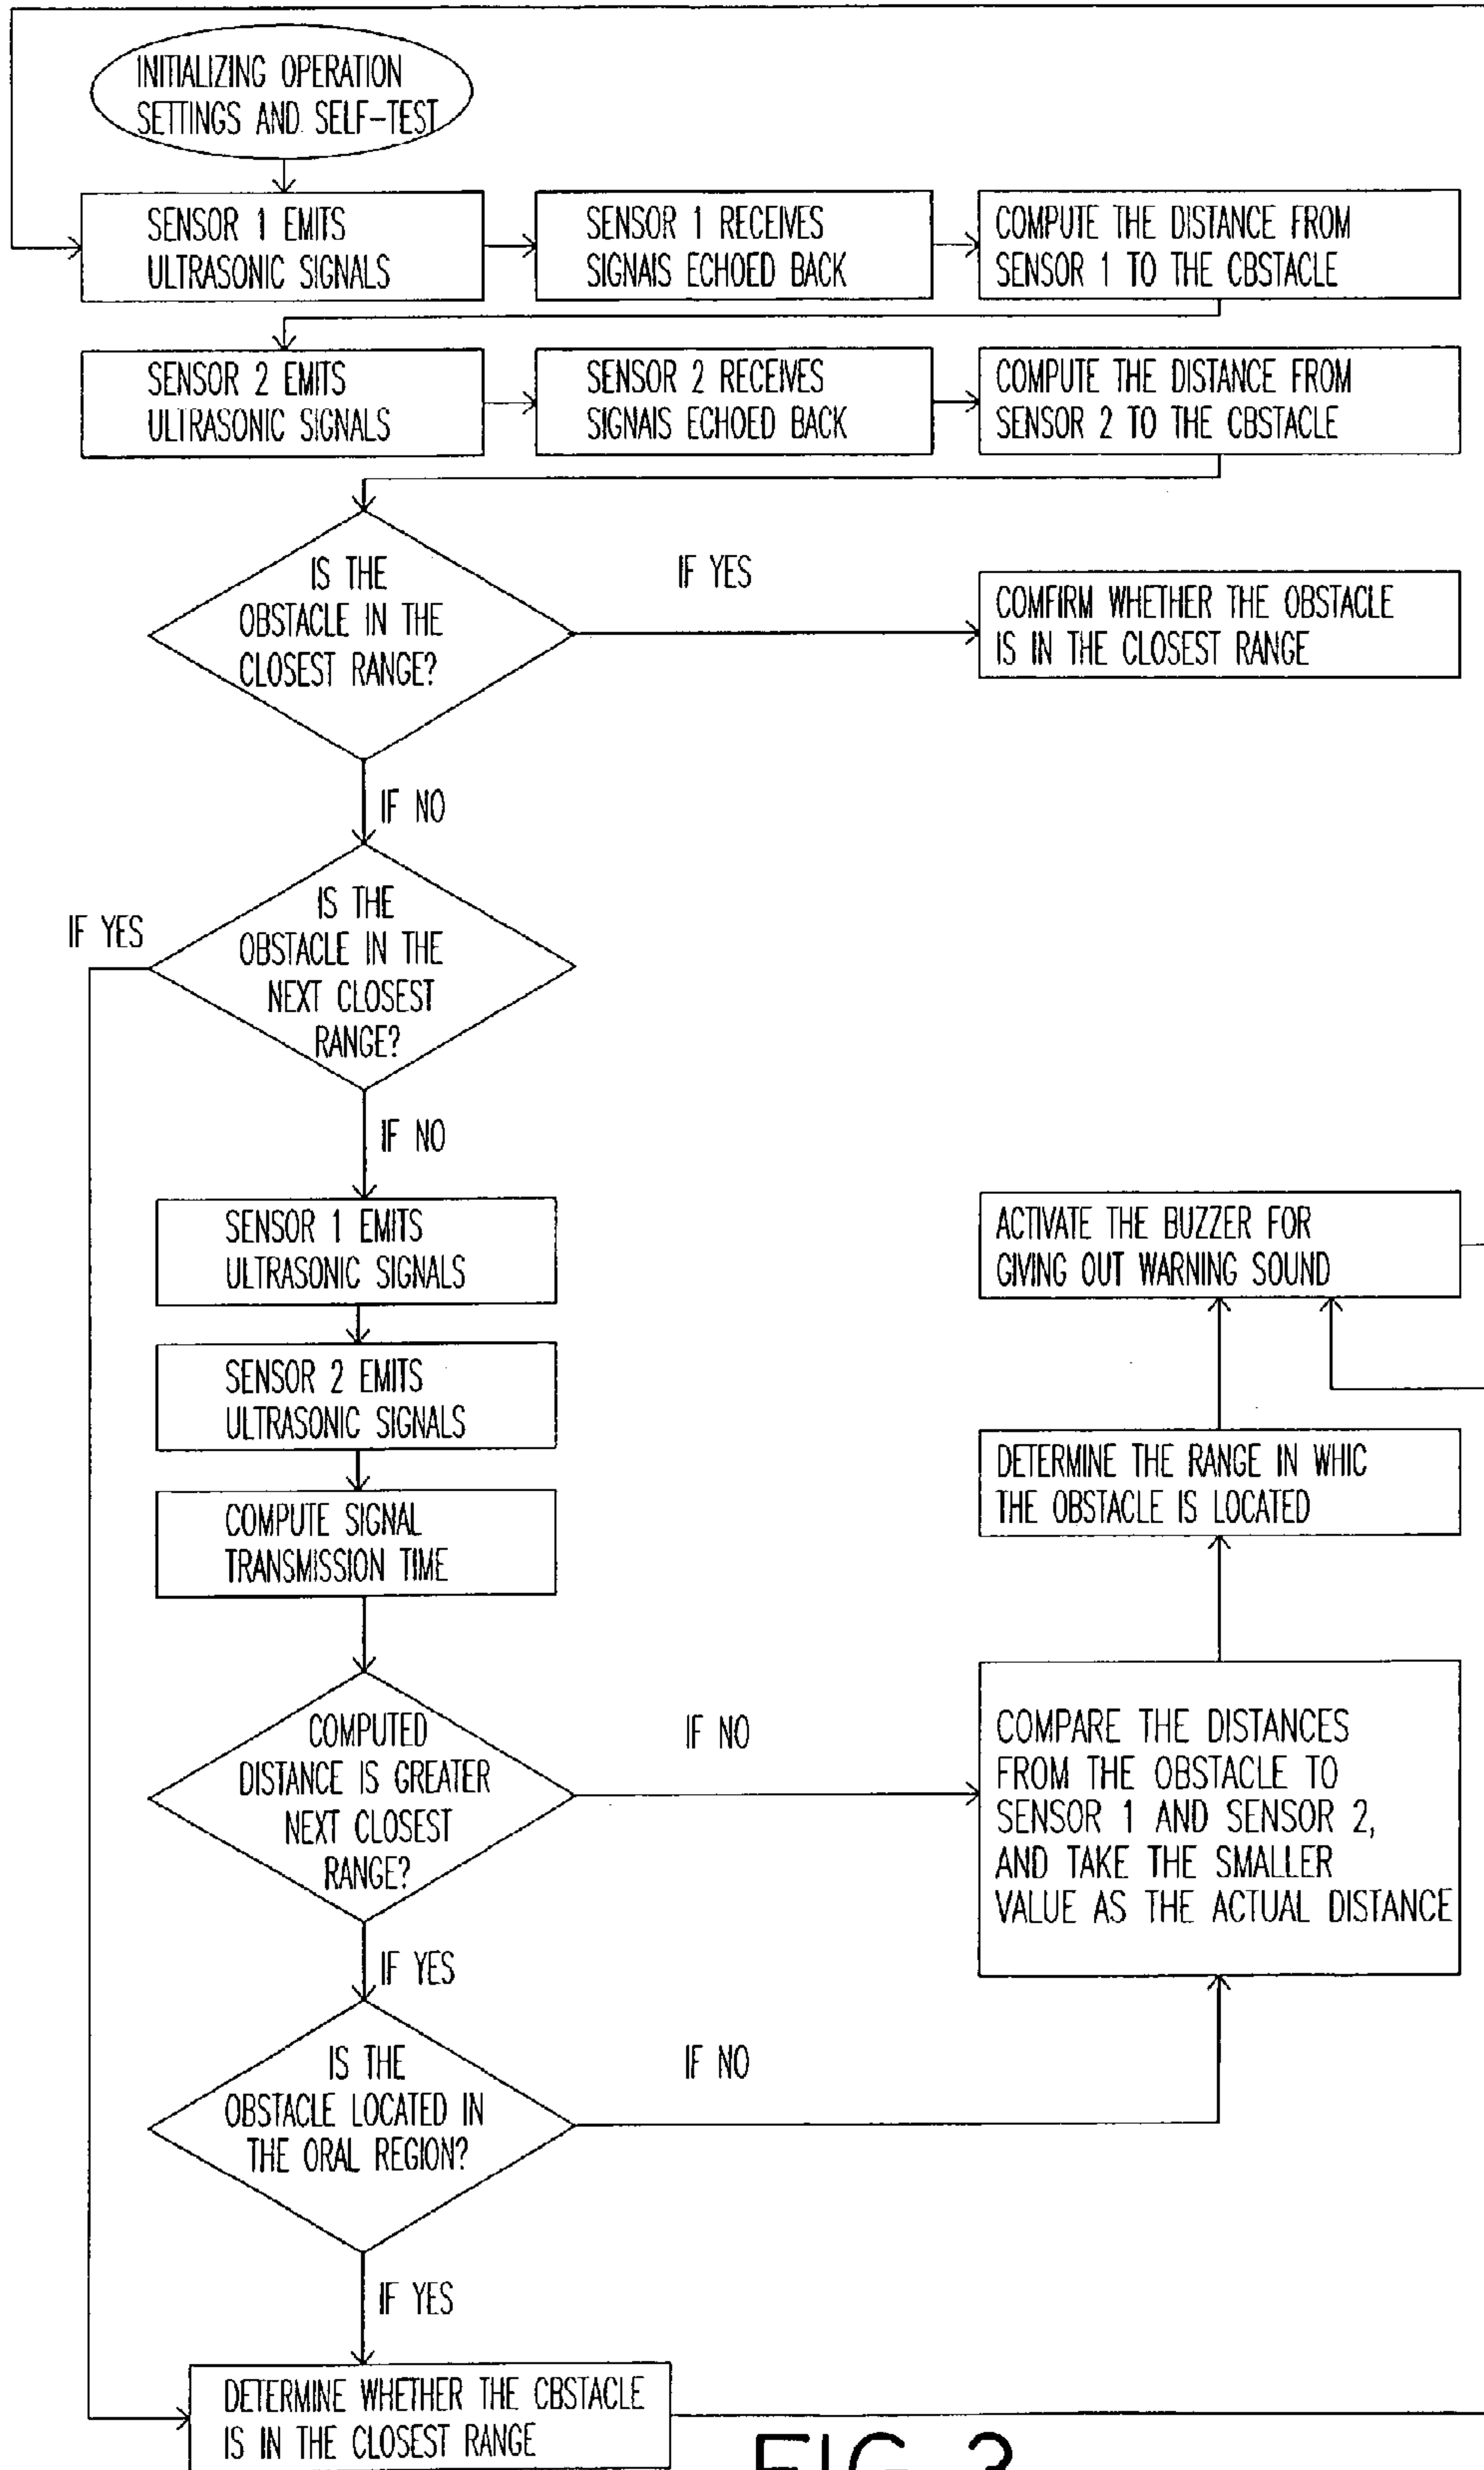 INITIALIZING OPERATION
SETTINGS AND SELF-TEST
SENSOR 1 EMITS
ULTRASONIC SIGNALS
SENSOR 1 RECEIVES
SIGNAIS ECHOED BACK
COMPUTE THE DISTANCE FROM
SENSOR 1 TO THE CBSTACLE
SENSOR 2 EMITS
ULTRASONIC SIGNALS
SENSOR 2 RECEIVES
SIGNAIS ECHOED BACK
COMPUTE THE DISTANCE FROM
SENSOR 2 TO THE CBSTACLE
IS THE
OBSTACLE IN THE
CLOSEST RANGE?
IF YES
COMFIRM WHETHER THE OBSTACLE
IS IN THE CLOSEST RANGE
IF NO
IS THE
OBSTACLE IN THE
NEXT CLOSEST
RANGE?
IF YES
IF NO
SENSOR 1 EMITS
ULTRASONIC SIGNALS
SENSOR 2 EMITS
ULTRASONIC SIGNALS
COMPUTE SIGNAL
TRANSMISSION TIME
ACTIVATE THE BUZZER FOR
GIVING OUT WARNING SOUND
DETERMINE THE RANGE IN WHIC
THE OBSTACLE IS LOCATED
COMPUTED
DISTANCE IS GREATER
NEXT CLOSEST
RANGE?
IF NO
COMPARE THE DISTANCES
FROM THE OBSTACLE TO
SENSOR 1 AND SENSOR 2,
AND TAKE THE SMALLER
VALUE AS THE ACTUAL DISTANCE
IF YES
IS THE
OBSTACLE LOCATED IN
THE ORAL REGION?
IF NO
IF YES
DETERMINE WHETHER THE CBSTACLE
IS IN THE CLOSEST RANGE